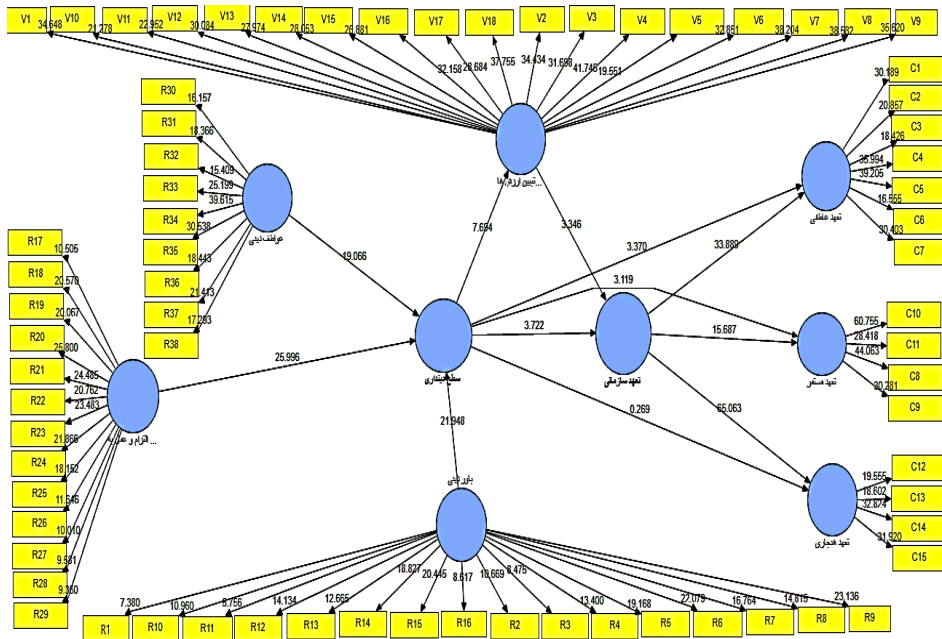 V1 V10 V11 V12 V13 V14 V15 V16 V17 V18 V2 V3 V4 V5 V6 V7 V8 V9
34.648 21.278 22.952 30.084 27.974 28.053 26.881 32.158 28.684 37.755 34.434 31.698 41.746 19.551 32.851 38.204 38.582 35.620
R30 16.157
R31 18.366
R32 15.409
R33 25.199
R34 39.615
R35 30.538
R36 18.443
R37 21.413
R38 17.293
عواطف دینی
تبیین ارزش ها...
C1 30.189
C2 20.857
C3 18.426
C4 35.994
C5 39.205
C6 16.555
C7 30.403
تعهد عاطفی
7.694
3.346
3.370
33.889
19.066
3.119
R17 10.505
R18 20.570
R19 20.067
R20 25.800
R21 24.485
R22 20.762
R23 23.483
R24 21.866
R25 18.152
R26 11.646
R27 10.010
R28 9.581
R29 9.350
التزام و عمل به ...
25.996
سطح دینداری
3.722
تعهد سازمانی
15.687
تعهد مستمر
C10 60.755
C11 28.418
C8 44.063
C9 30.281
21.948
0.269
65.063
باور دینی
تعهد هنجاری
C12 19.555
C13 18.602
C14 32.674
C15 31.920
7.380 10.960 8.756 14.134 12.665 18.827 20.445 8.617 10.669 8.475 13.400 19.168 22.079 16.764 14.615 23.136
R1 R10 R11 R12 R13 R14 R15 R16 R2 R3 R4 R5 R6 R7 R8 R9